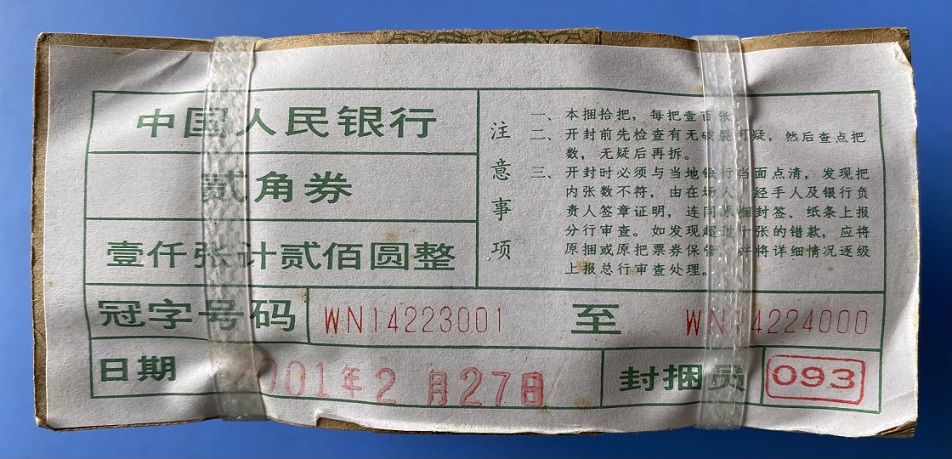 中国人民银行
贰角券
壹仟张计贰佰圆整
注意事项
一、本捆拾把，每把壹百张
二、开封前先检查有无破 可疑，然后查点把
数，无疑后再拆。
三、开封时必须与当地银行当面点清，发现把
内张数不符，由在场 经手人及银行负
责人签章证明，连同 捆封签、纸条上报
分行审查。如发现超过十张的错款，应将
原捆或原把票券保管，并将详细情况逐级
上报总行审查处理。
冠字号码 WN14223001 至 WN14224000
日期 2001年2月27日 封捆员 093